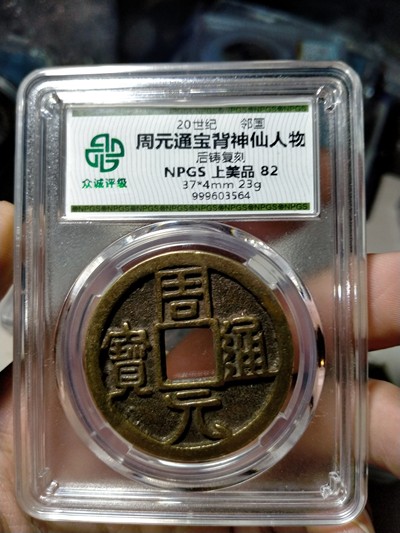 20世纪 邻国
周元通宝背神仙人物
后铸复刻
NPGS 上美品 82
37*4mm 23g
999603564
众诚评级
周
寶 通
元